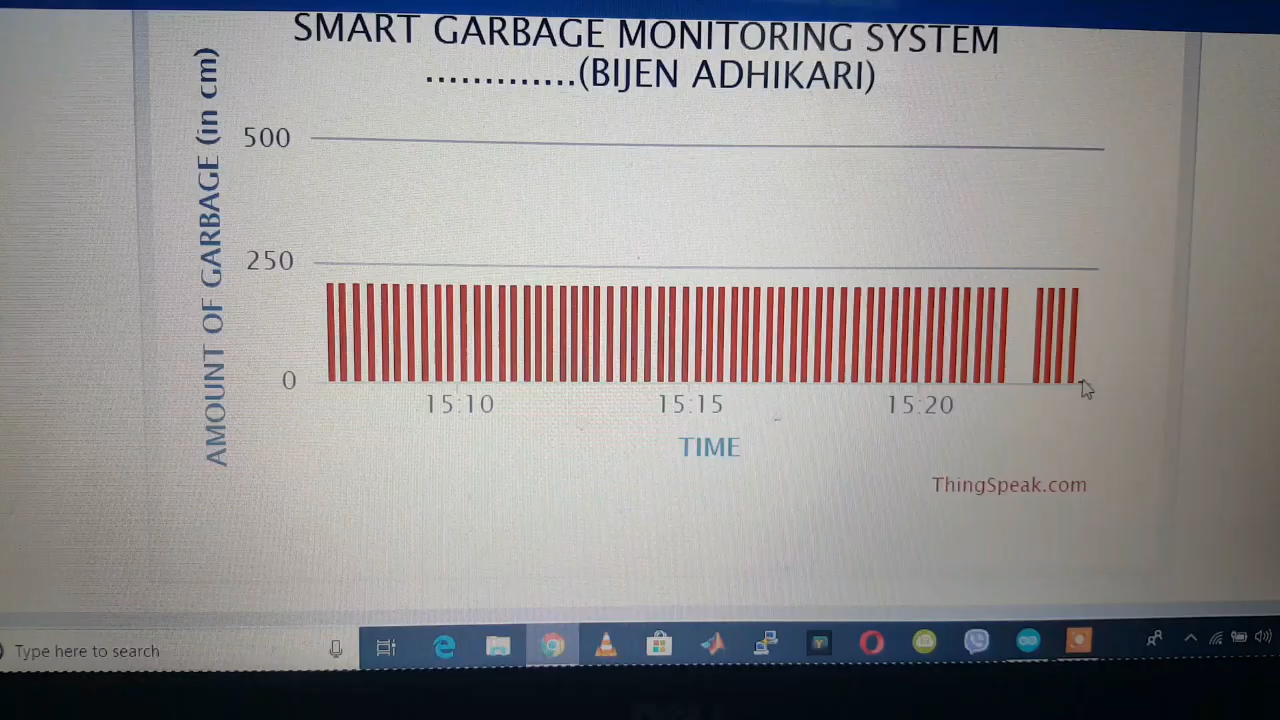 SMART GARBAGE MONITORING SYSTEM
.............(BIJEN ADHIKARI)
AMOUNT OF GARBAGE (in cm)
500
250
0
15:10
15:15
15:20
TIME
ThingSpeak.com
Type here to search